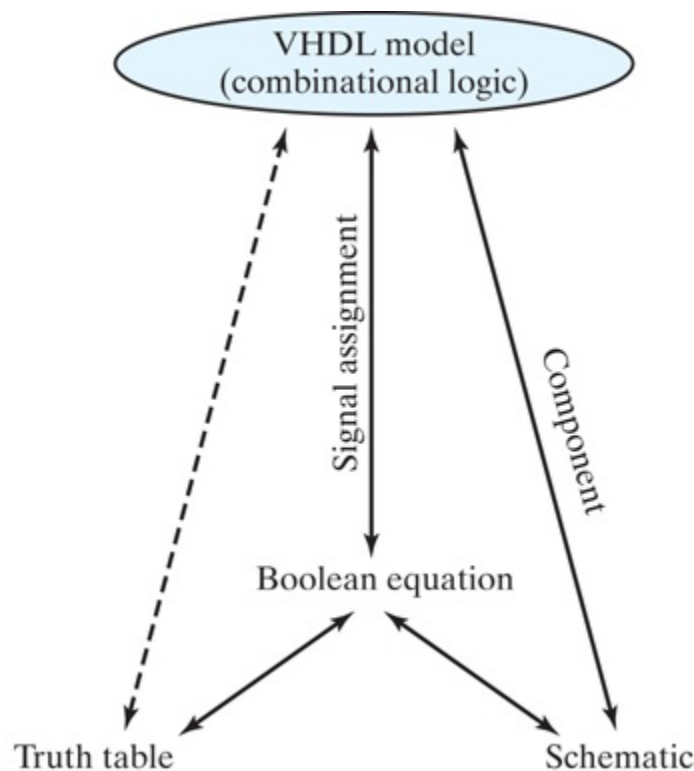 VHDL model
(combinational logic)
Signal assignment
Component
Boolean equation
Truth table
Schematic